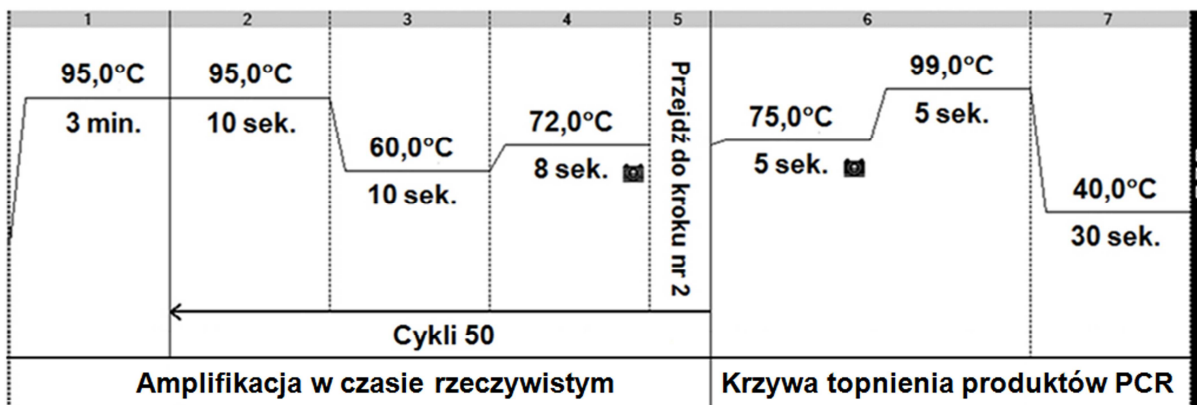 1 2 3 4 5 6 7
95,0°C
3 min.
95,0°C
10 sek.
60,0°C
10 sek.
72,0°C
8 sek.
Przejdź do kroku nr 2
75,0°C
5 sek.
99,0°C
5 sek.
40,0°C
30 sek.
Cykli 50
Amplifikacja w czasie rzeczywistym
Krzywa topnienia produktów PCR